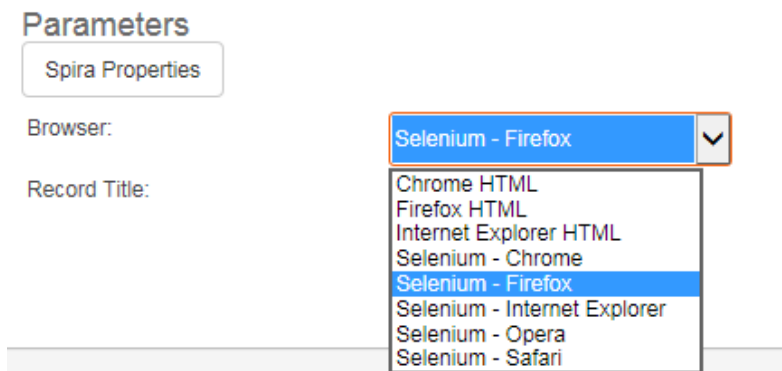 Parameters
Spira Properties
Browser:
Selenium - Firefox
Record Title:
Chrome HTML
Firefox HTML
Internet Explorer HTML
Selenium - Chrome
Selenium - Firefox
Selenium - Internet Explorer
Selenium - Opera
Selenium - Safari